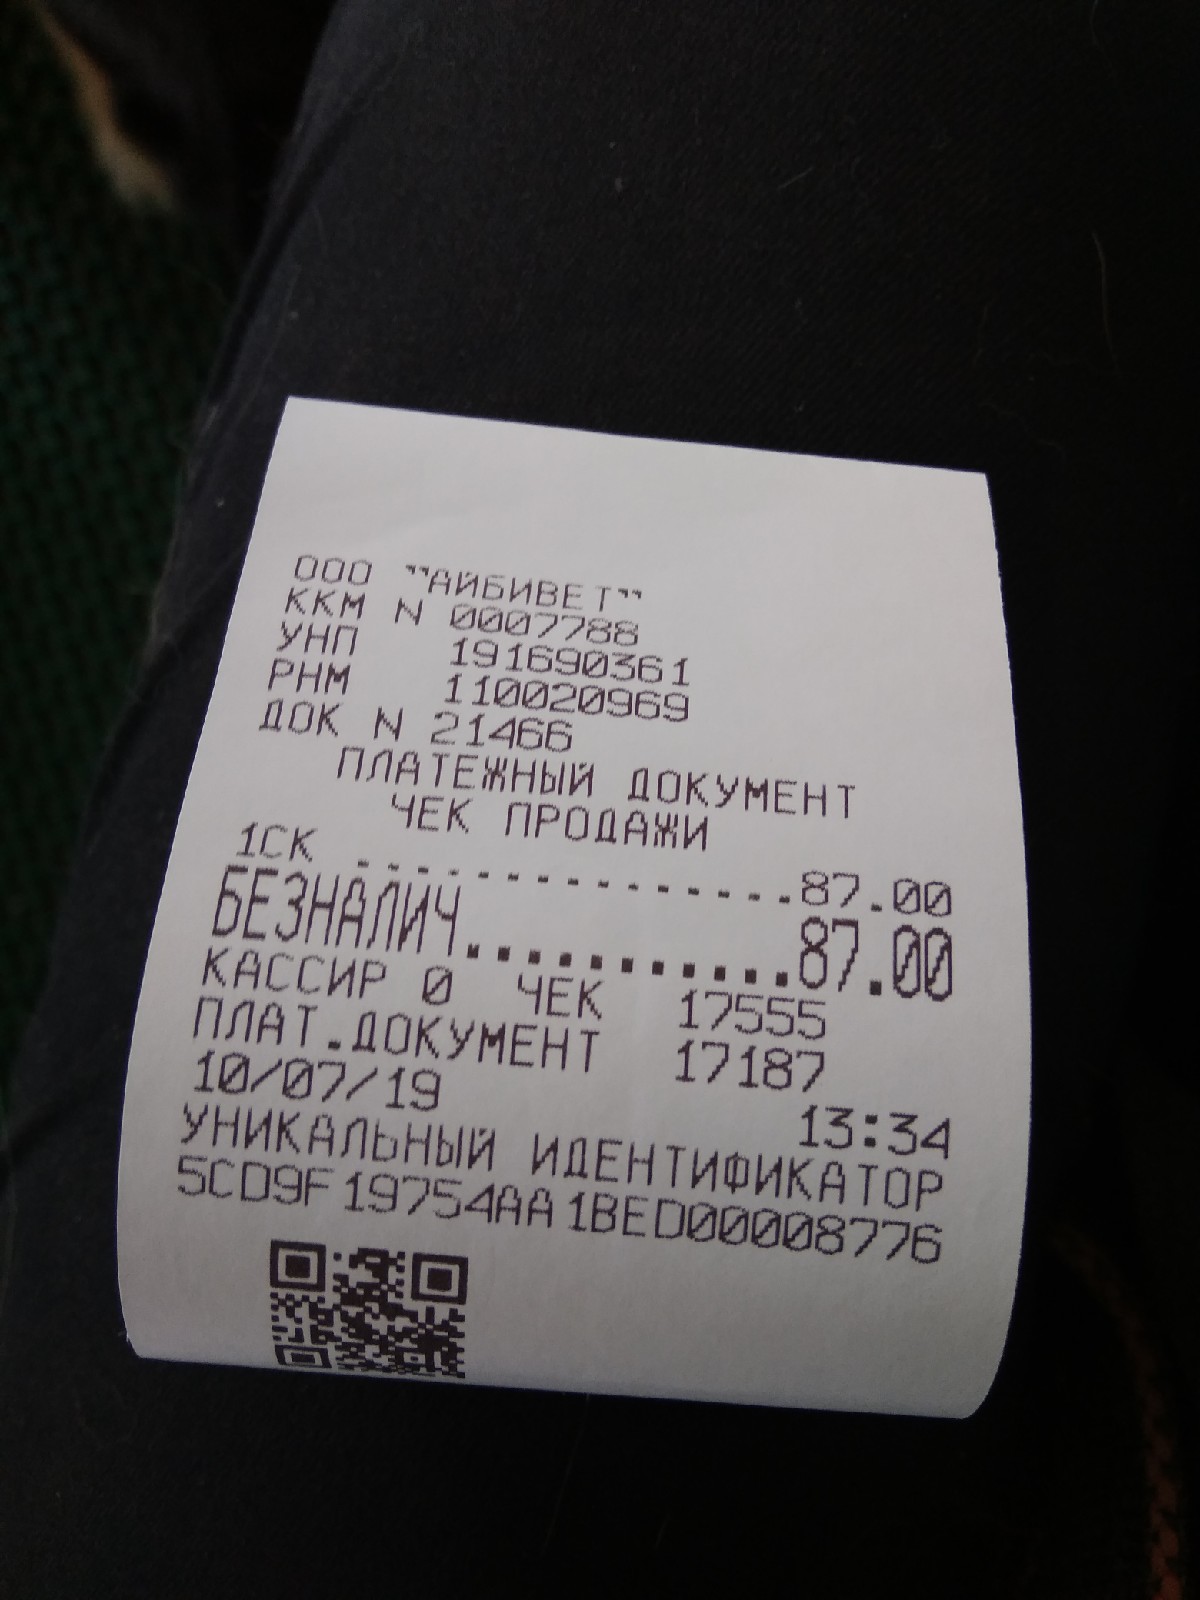 ООО "АЙБИВЕТ"
ККМ N 0007788
УНП 191690361
РНМ 110020969
ДОК N 21466
ПЛАТЕЖНЫЙ ДОКУМЕНТ
ЧЕК ПРОДАЖИ
1СК ..............87.00
БЕЗНАЛИЧ...........87.00
КАССИР 0 ЧЕК 17555
ПЛАТ.ДОКУМЕНТ 17187
10/07/19 13:34
УНИКАЛЬНЫЙ ИДЕНТИФИКАТОР
5CD9F19754AA1BED00008776